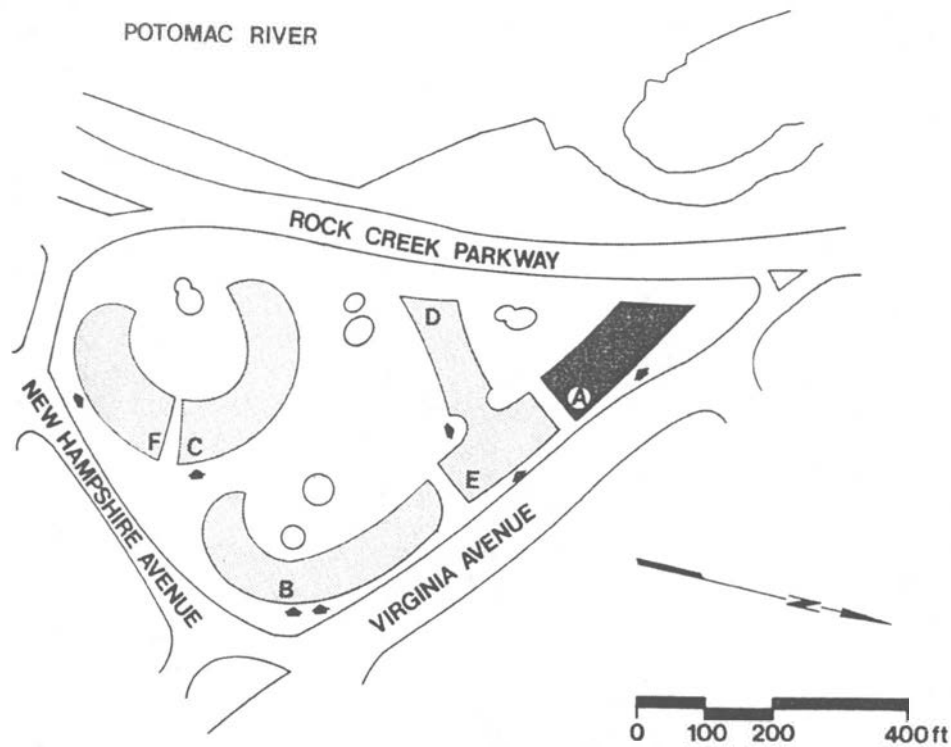 POTOMAC RIVER
ROCK CREEK PARKWAY
D
A
F
C
E
B
NEW HAMPSHIRE AVENUE
VIRGINIA AVENUE
N
0 100 200 400 ft